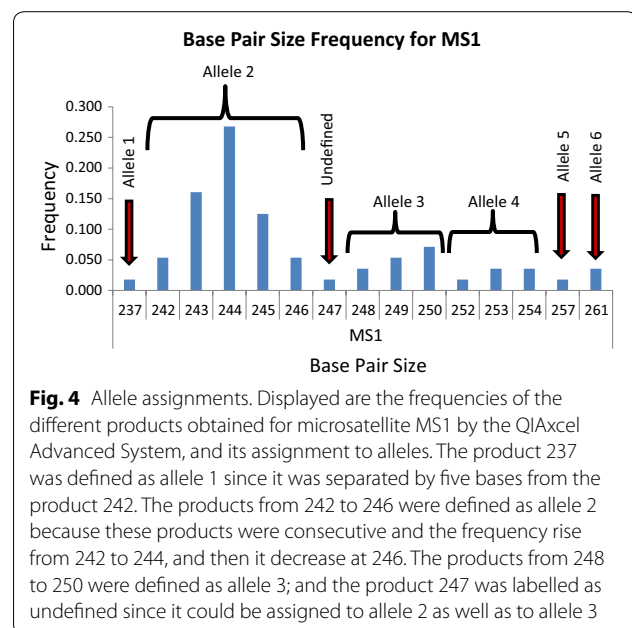 Base Pair Size Frequency for MS1
Allele 2
Allele 1
Undefined
Allele 3
Allele 4
Allele 5
Allele 6
Frequency
0.300
0.250
0.200
0.150
0.100
0.050
0.000
237 242 243 244 245 246 247 248 249 250 252 253 254 257 261
MS1
Base Pair Size
Fig. 4 Allele assignments. Displayed are the frequencies of the
different products obtained for microsatellite MS1 by the QIAxcel
Advanced System, and its assignment to alleles. The product 237
was defined as allele 1 since it was separated by five bases from the
product 242. The products from 242 to 246 were defined as allele 2
because these products were consecutive and the frequency rise
from 242 to 244, and then it decrease at 246. The products from 248
to 250 were defined as allele 3; and the product 247 was labelled as
undefined since it could be assigned to allele 2 as well as to allele 3